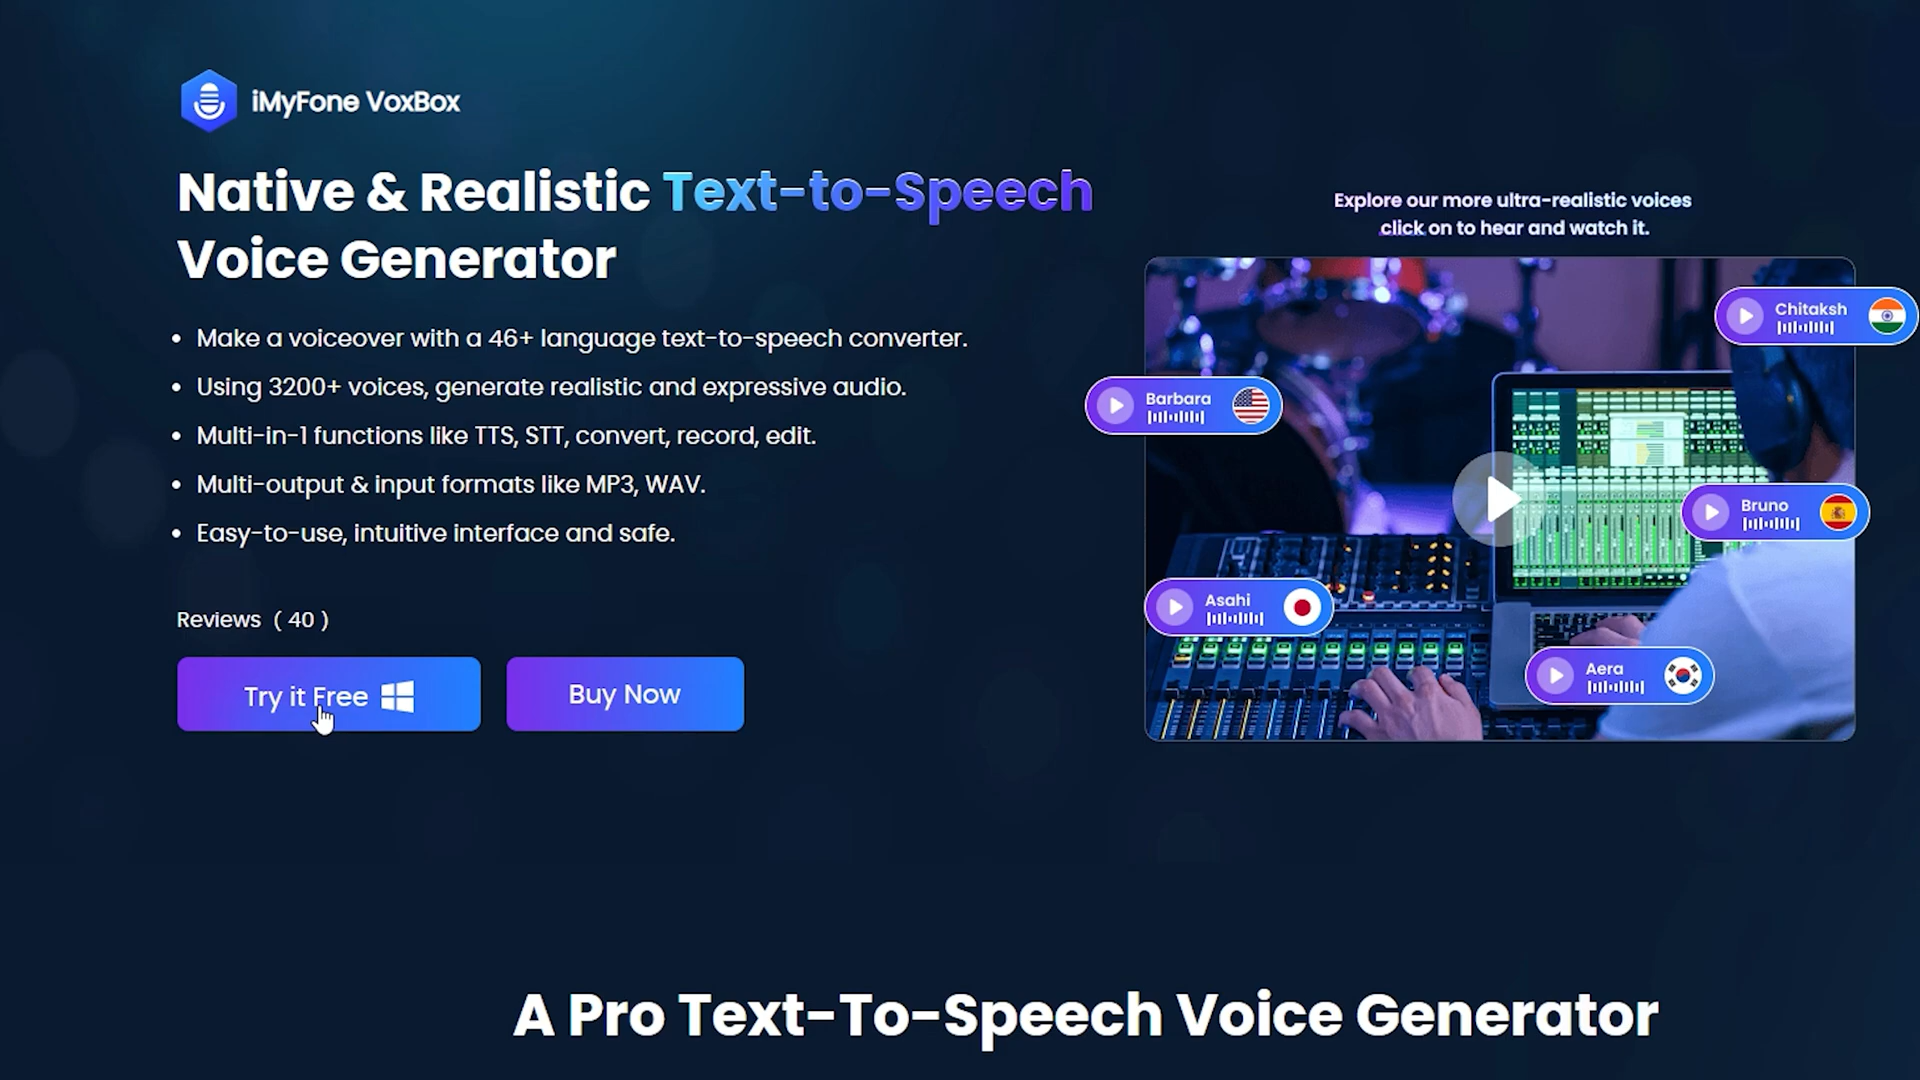 iMyFone VoxBox
Native & Realistic Text-to-Speech
Voice Generator
• Make a voiceover with a 46+ language text-to-speech converter.
• Using 3200+ voices, generate realistic and expressive audio.
• Multi-in-1 functions like TTS, STT, convert, record, edit.
• Multi-output & input formats like MP3, WAV.
• Easy-to-use, intuitive interface and safe.
Reviews ( 40 )
Try it Free
Buy Now
Explore our more ultra-realistic voices
click on to hear and watch it.
Chitaksh
Barbara
Bruno
Asahi
Aera
A Pro Text-To-Speech Voice Generator